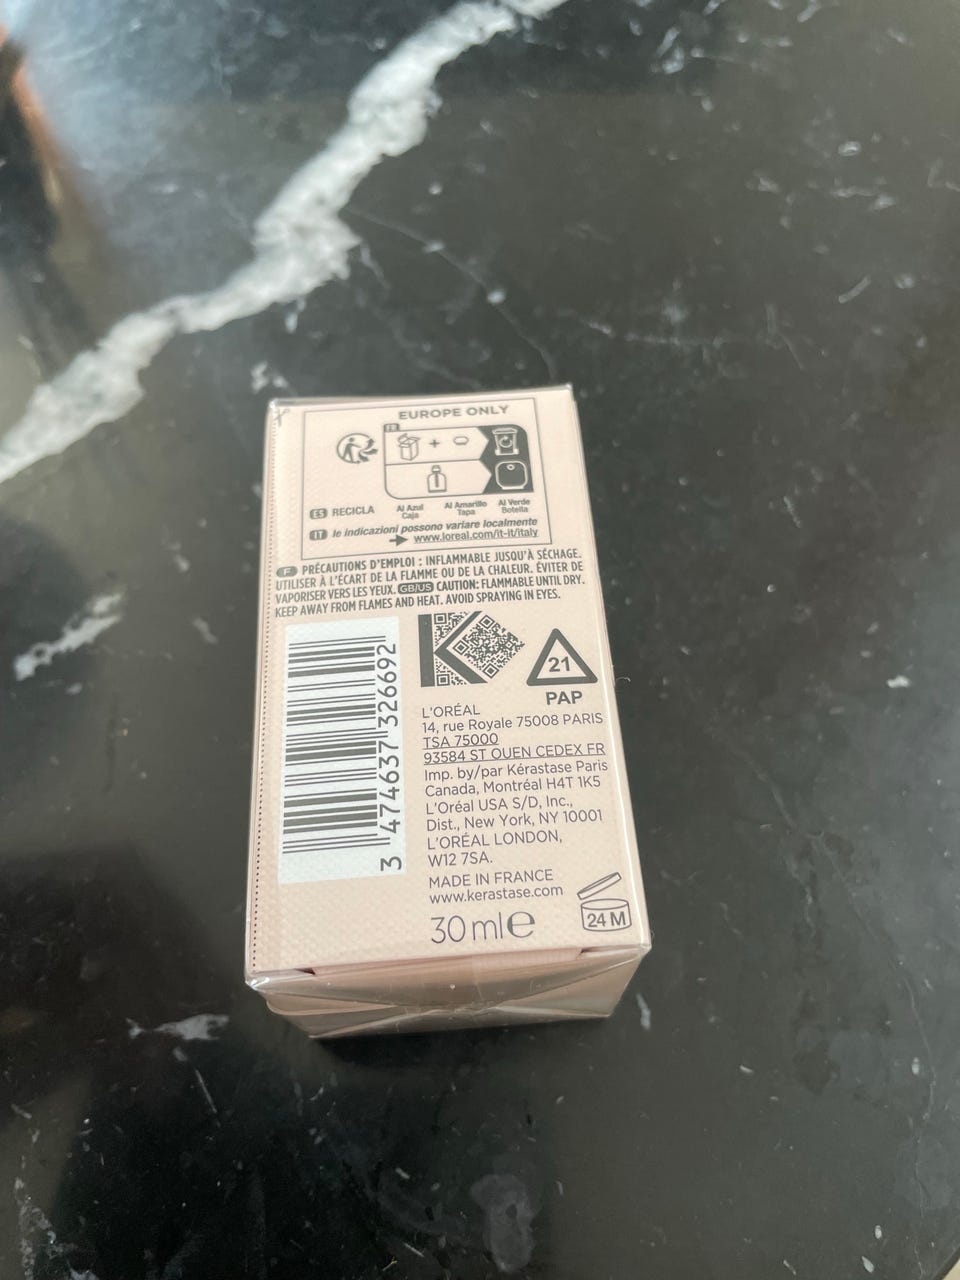 EUROPE ONLY
FR
+
ES RECICLA
Al Azul
Caja
Al Amarillo
Tapa
Al Verde
Botella
IT le indicazioni possono variare localmente
www.loreal.com/it-it/italy
F PRÉCAUTIONS D'EMPLOI : INFLAMMABLE JUSQU'À SÉCHAGE.
UTILISER À L'ÉCART DE LA FLAMME OU DE LA CHALEUR. ÉVITER DE
VAPORISER VERS LES YEUX. GB/US CAUTION: FLAMMABLE UNTIL DRY.
KEEP AWAY FROM FLAMES AND HEAT. AVOID SPRAYING IN EYES.
3 474637 326692
K
21
PAP
L'ORÉAL
14, rue Royale 75008 PARIS
TSA 75000
93584 ST OUEN CEDEX FR
Imp. by/par Kérastase Paris
Canada, Montréal H4T 1K5
L'Oréal USA S/D, Inc.,
Dist., New York, NY 10001
L'ORÉAL LONDON,
W12 7SA.
MADE IN FRANCE
www.kerastase.com
30 ml e
24 M